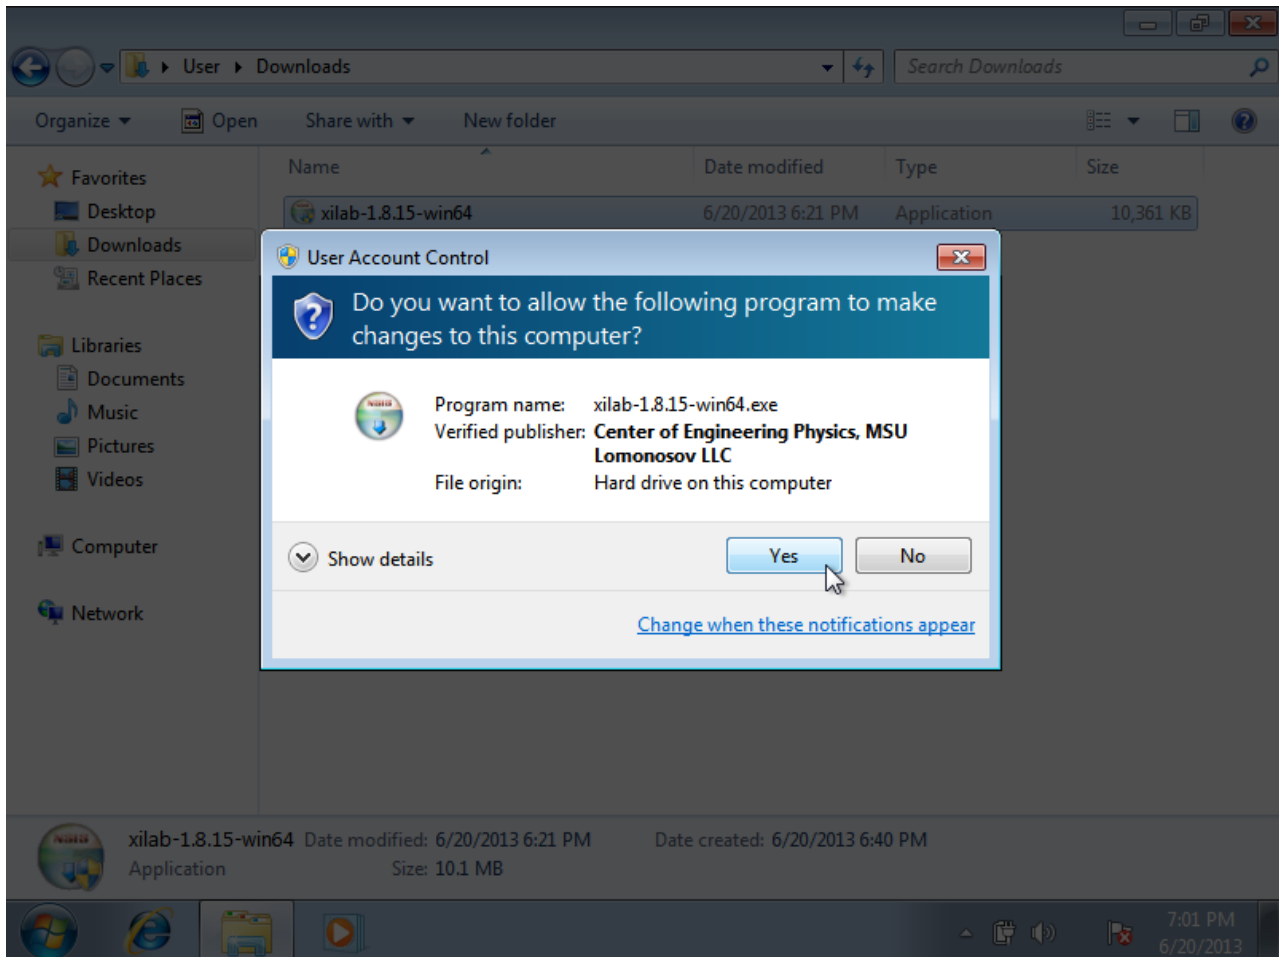 User Downloads
Search Downloads
Organize Open Share with New folder
Name Date modified Type Size
Favorites
Desktop
Downloads
Recent Places
Libraries
Documents
Music
Pictures
Videos
Computer
Network
xilab-1.8.15-win64 6/20/2013 6:21 PM Application 10,361 KB
User Account Control
Do you want to allow the following program to make
changes to this computer?
Program name: xilab-1.8.15-win64.exe
Verified publisher: Center of Engineering Physics, MSU
Lomonosov LLC
File origin: Hard drive on this computer
Show details
Yes No
Change when these notifications appear
xilab-1.8.15-win64 Date modified: 6/20/2013 6:21 PM Date created: 6/20/2013 6:40 PM
Application Size: 10.1 MB
7:01 PM
6/20/2013